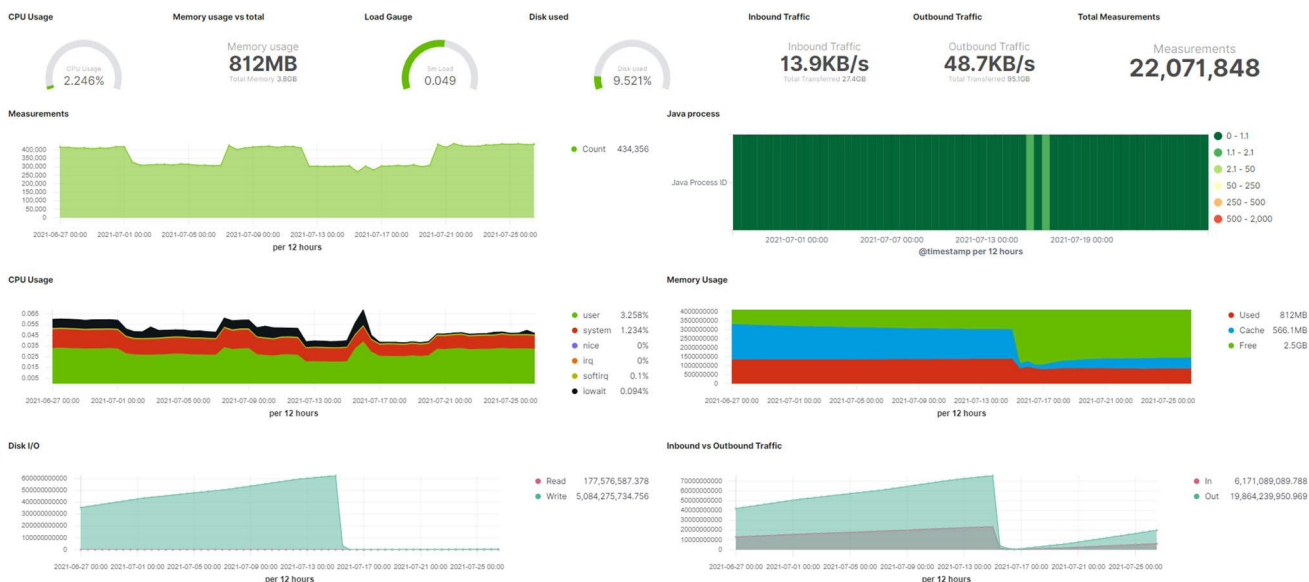 CPU Usage
Memory usage vs total
Load Gauge
Disk used
Inbound Traffic
Outbound Traffic
Total Measurements
CPU Usage
2.246%
Memory usage
812MB
Total Memory 3.8GB
5m Load
0.049
Disk used
9.521%
Inbound Traffic
13.9KB/s
Total Transferred 27.4GB
Outbound Traffic
48.7KB/s
Total Transferred 95.1GB
Measurements
22,071,848
Measurements
400,000
350,000
300,000
250,000
200,000
150,000
100,000
50,000
0
2021-06-27 00:00 2021-07-01 00:00 2021-07-05 00:00 2021-07-09 00:00 2021-07-13 00:00 2021-07-17 00:00 2021-07-21 00:00 2021-07-25 00:00
per 12 hours
Count 434,356
Java process
Java Process ID
2021-07-01 00:00 2021-07-07 00:00 2021-07-13 00:00 2021-07-19 00:00
@timestamp per 12 hours
0 - 1.1
1.1 - 2.1
2.1 - 50
50 - 250
250 - 500
500 - 2,000
CPU Usage
0.065
0.055
0.045
0.035
0.025
0.015
0.005
2021-06-27 00:00 2021-07-01 00:00 2021-07-05 00:00 2021-07-09 00:00 2021-07-13 00:00 2021-07-17 00:00 2021-07-21 00:00 2021-07-25 00:00
per 12 hours
user 3.258%
system 1.234%
nice 0%
irq 0%
softirq 0.1%
iowait 0.094%
Memory Usage
4000000000
3500000000
3000000000
2500000000
2000000000
1500000000
1000000000
500000000
0
2021-06-27 00:00 2021-07-01 00:00 2021-07-05 00:00 2021-07-09 00:00 2021-07-13 00:00 2021-07-17 00:00 2021-07-21 00:00 2021-07-25 00:00
per 12 hours
Used 812MB
Cache 566.1MB
Free 2.5GB
Disk I/O
600000000000
500000000000
400000000000
300000000000
200000000000
100000000000
0
2021-06-27 00:00 2021-07-01 00:00 2021-07-05 00:00 2021-07-09 00:00 2021-07-13 00:00 2021-07-17 00:00 2021-07-21 00:00 2021-07-25 00:00
per 12 hours
Read 177,576,587.378
Write 5,084,275,734.756
Inbound vs Outbound Traffic
70000000000
60000000000
50000000000
40000000000
30000000000
20000000000
10000000000
0
2021-06-27 00:00 2021-07-01 00:00 2021-07-05 00:00 2021-07-09 00:00 2021-07-13 00:00 2021-07-17 00:00 2021-07-21 00:00 2021-07-25 00:00
per 12 hours
In 6,171,089,089.788
Out 19,864,239,950.969